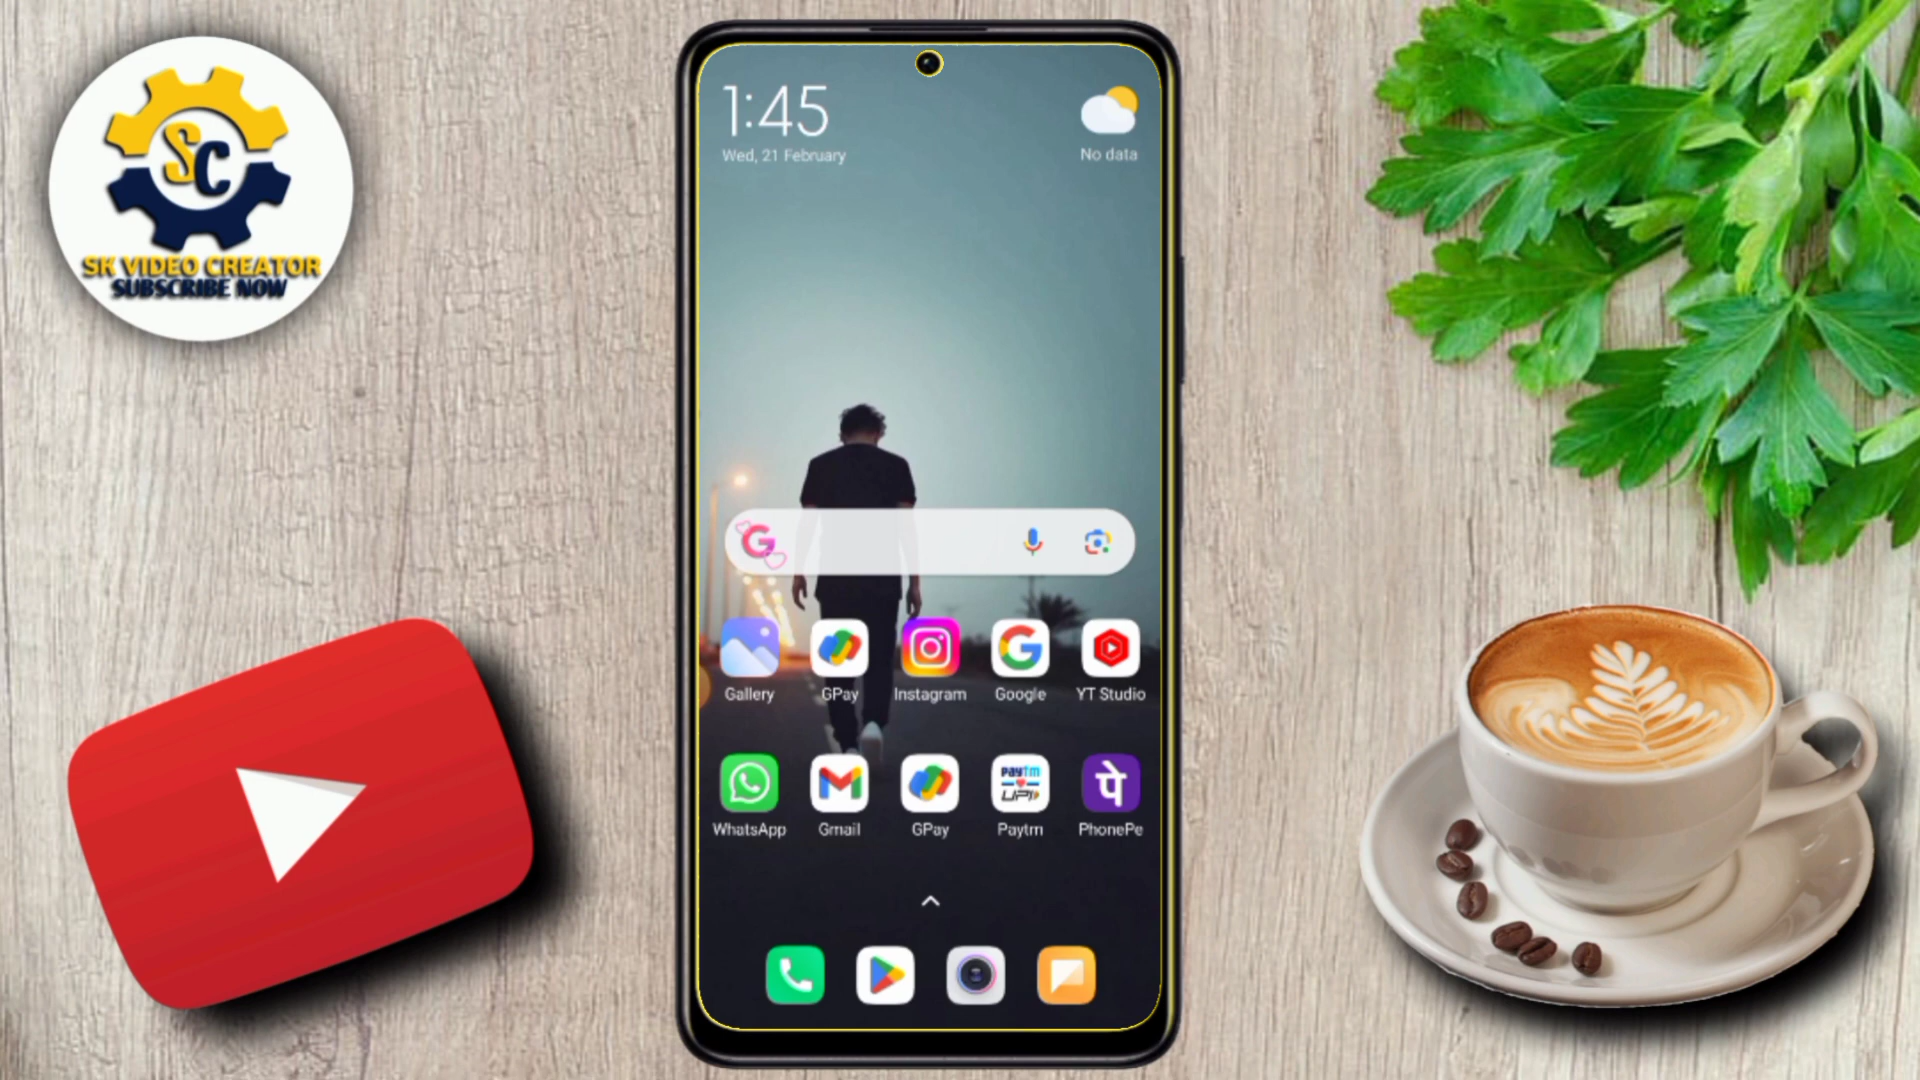 SC
SK VIDEO CREATOR
SUBSCRIBE NOW
1:45
Wed, 21 February
No data
G
Gallery
GPay
Instagram
G
Google
YT Studio
WhatsApp
Gmail
GPay
paytm
UPI
Paytm
पे
PhonePe